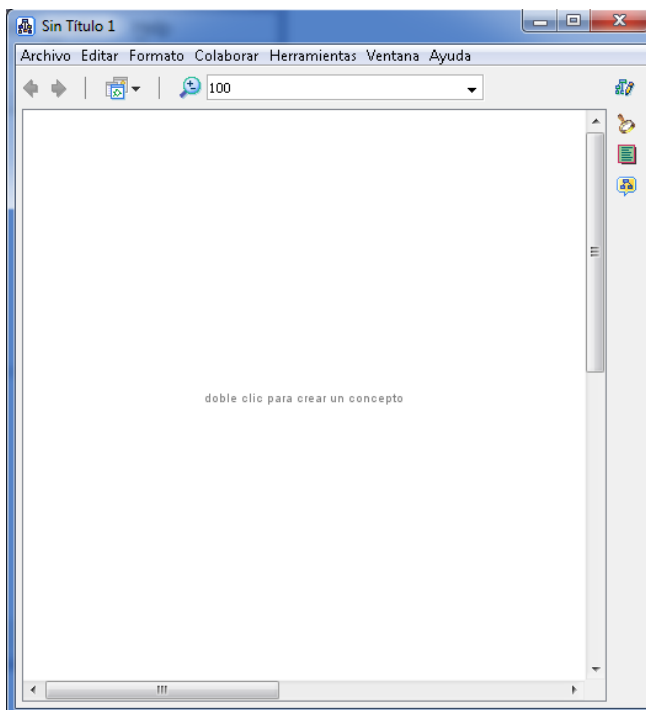 Sin Título 1
Archivo Editar Formato Colaborar Herramientas Ventana Ayuda
100
doble clic para crear un concepto